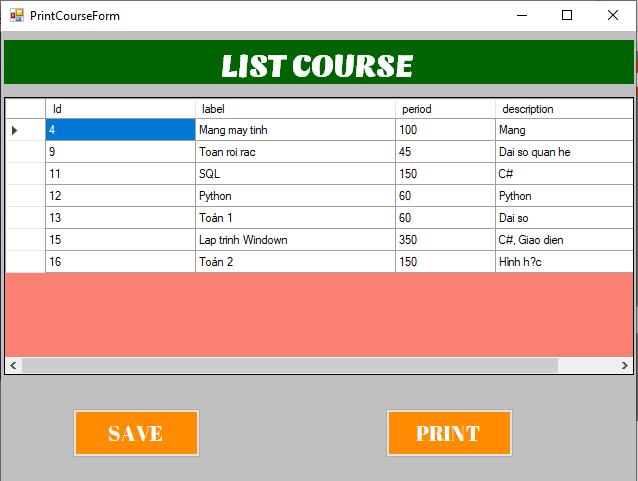 PrintCourseForm
LIST COURSE
Id label period description
4 Mang may tinh 100 Mang
9 Toan roi rac 45 Dai so quan he
11 SQL 150 C#
12 Python 60 Python
13 Toán 1 60 Dai so
15 Lap trinh Windown 350 C#, Giao dien
16 Toán 2 150 Hình h?c
SAVE PRINT